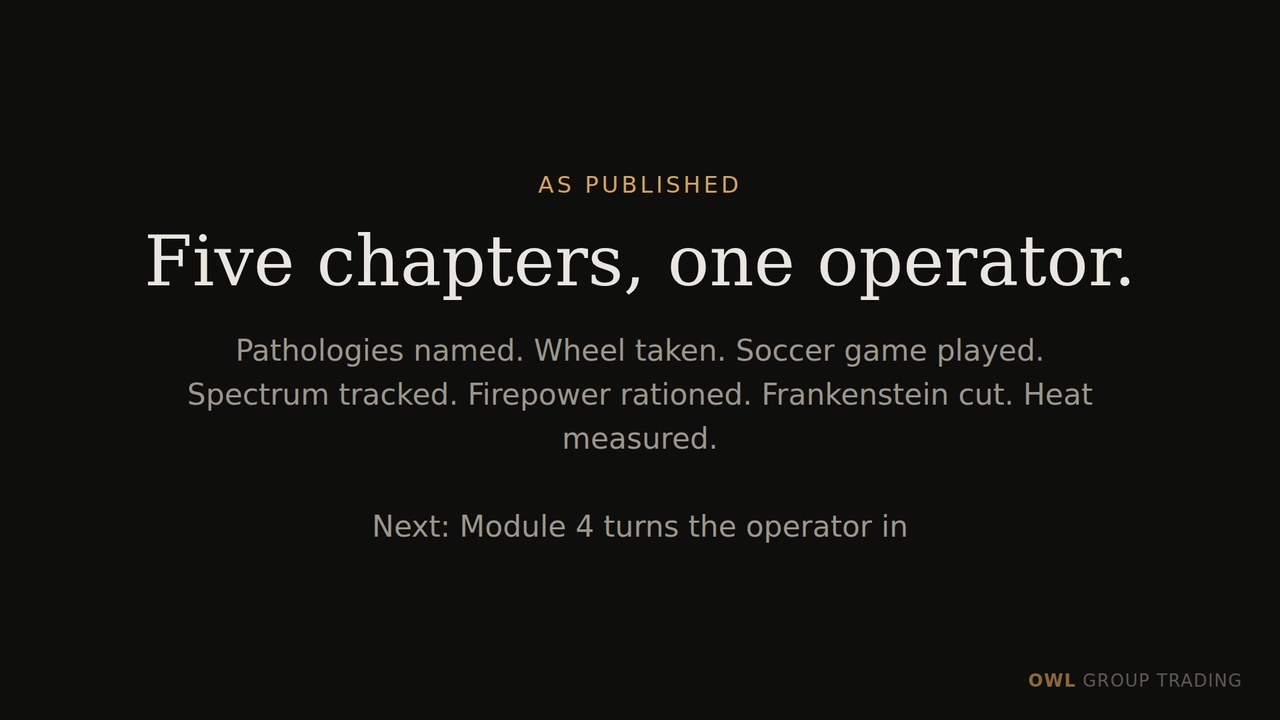 AS PUBLISHED
Five chapters, one operator.
Pathologies named. Wheel taken. Soccer game played.
Spectrum tracked. Firepower rationed. Frankenstein cut. Heat
measured.
Next: Module 4 turns the operator in
OWL GROUP TRADING